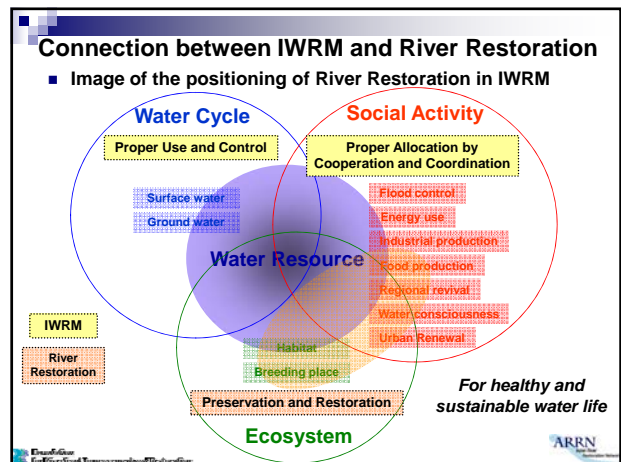 Connection between IWRM and River Restoration
Image of the positioning of River Restoration in IWRM
Water Cycle
Social Activity
Proper Use and Control
Proper Allocation by
Cooperation and Coordination
Surface water
Ground water
Flood control
Energy use
Industrial production
Water Resource
Food production
Regional revival
Water consciousness
Urban Renewal
IWRM
River
Restoration
Habitat
Breeding place
Preservation and Restoration
Ecosystem
For healthy and
sustainable water life
ARRN